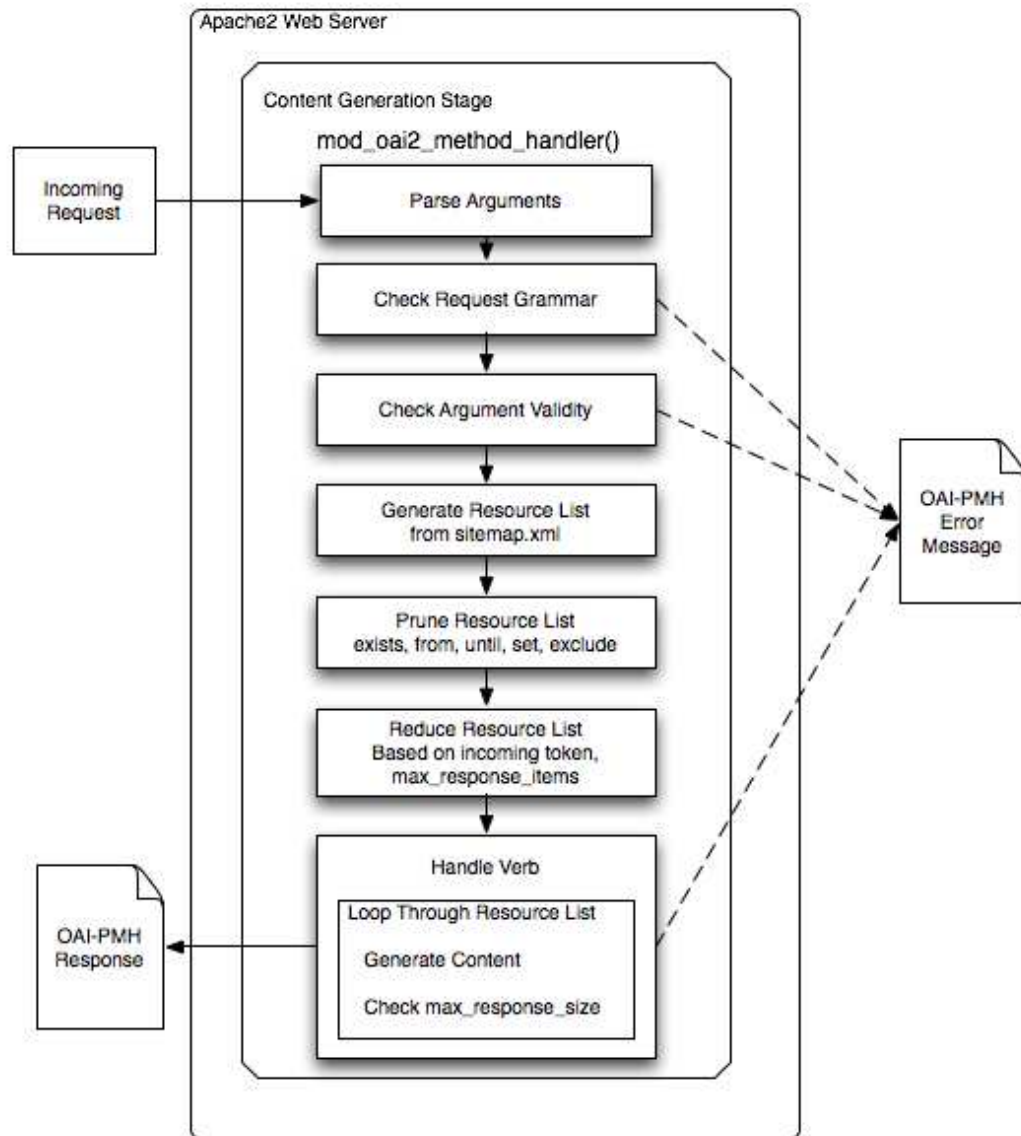 Apache2 Web Server
Content Generation Stage
mod_oai2_method_handler()
Incoming
Request
Parse Arguments
Check Request Grammar
Check Argument Validity
Generate Resource List
from sitemap.xml
Prune Resource List
exists, from, until, set, exclude
Reduce Resource List
Based on incoming token,
max_response_items
Handle Verb
Loop Through Resource List
Generate Content
Check max_response_size
OAI-PMH
Error
Message
OAI-PMH
Response